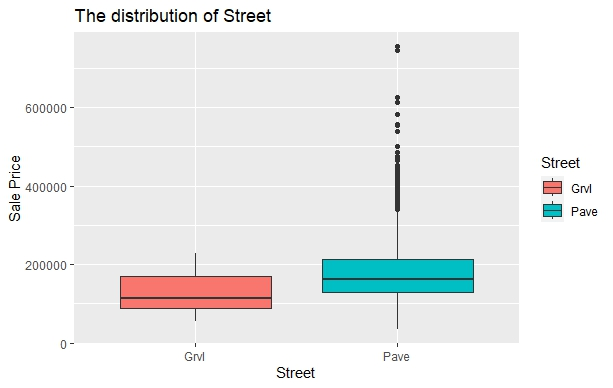 The distribution of Street
Sale Price
600000
400000
200000
0
Grvl
Pave
Street
Street
Grvl
Pave